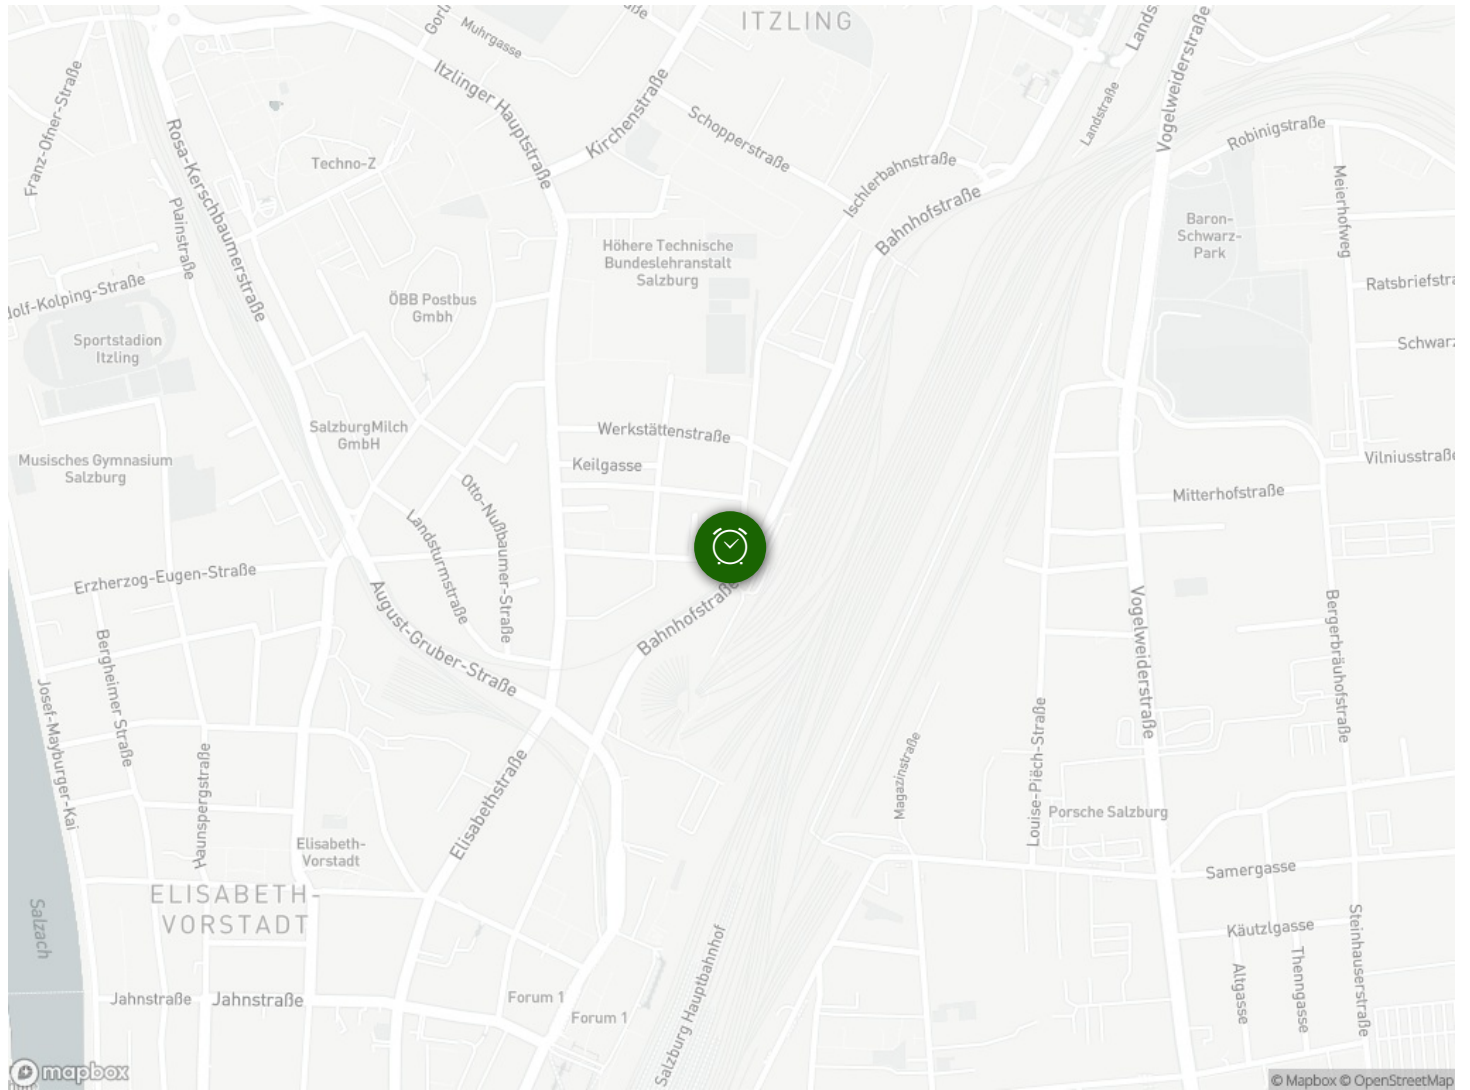 ITZLING
Muhrgasse
Itzlinger Hauptstraße
Kirchenstraße
Schopperstraße
Landstraße
Vogelweiderstraße
Robinigstraße
Franz-Ofner-Straße
Rosa-Kerschbaumerstraße
Techno-Z
Ischlerbahnstraße
Bahnhofstraße
Meierhofweg
Plainstraße
Höhere Technische
Bundeslehranstalt
Salzburg
Baron-
Schwarz-
Park
dolf-Kolping-Straße
ÖBB Postbus
Gmbh
Ratsbriefstra
Sportstadion
Itzling
Schwarz
SalzburgMilch
GmbH
Werkstättenstraße
Keilgasse
Musisches Gymnasium
Salzburg
Vilniusstraße
Mitterhofstraße
Otto-Nußbaumer-Straße
Landsturmstraße
Erzherzog-Eugen-Straße
August-Gruber-Straße
Bahnhofstraße
Vogelweiderstraße
Bergerbräuhofstraße
Bergheimer Straße
Josef-Mayburger-Kai
Haunspergstraße
Elisabethstraße
Magazinstraße
Louise-Piëch-Straße
Porsche Salzburg
Elisabeth-
Vorstadt
Samergasse
ELISABETH-
VORSTADT
Salzach
Käutzlgasse
Steinhauserstraße
Altgasse
Thenngasse
Salzburg Hauptbahnhof
Jahnstraße
Jahnstraße
Forum 1
Forum 1
mapbox
© Mapbox © OpenStreetMap